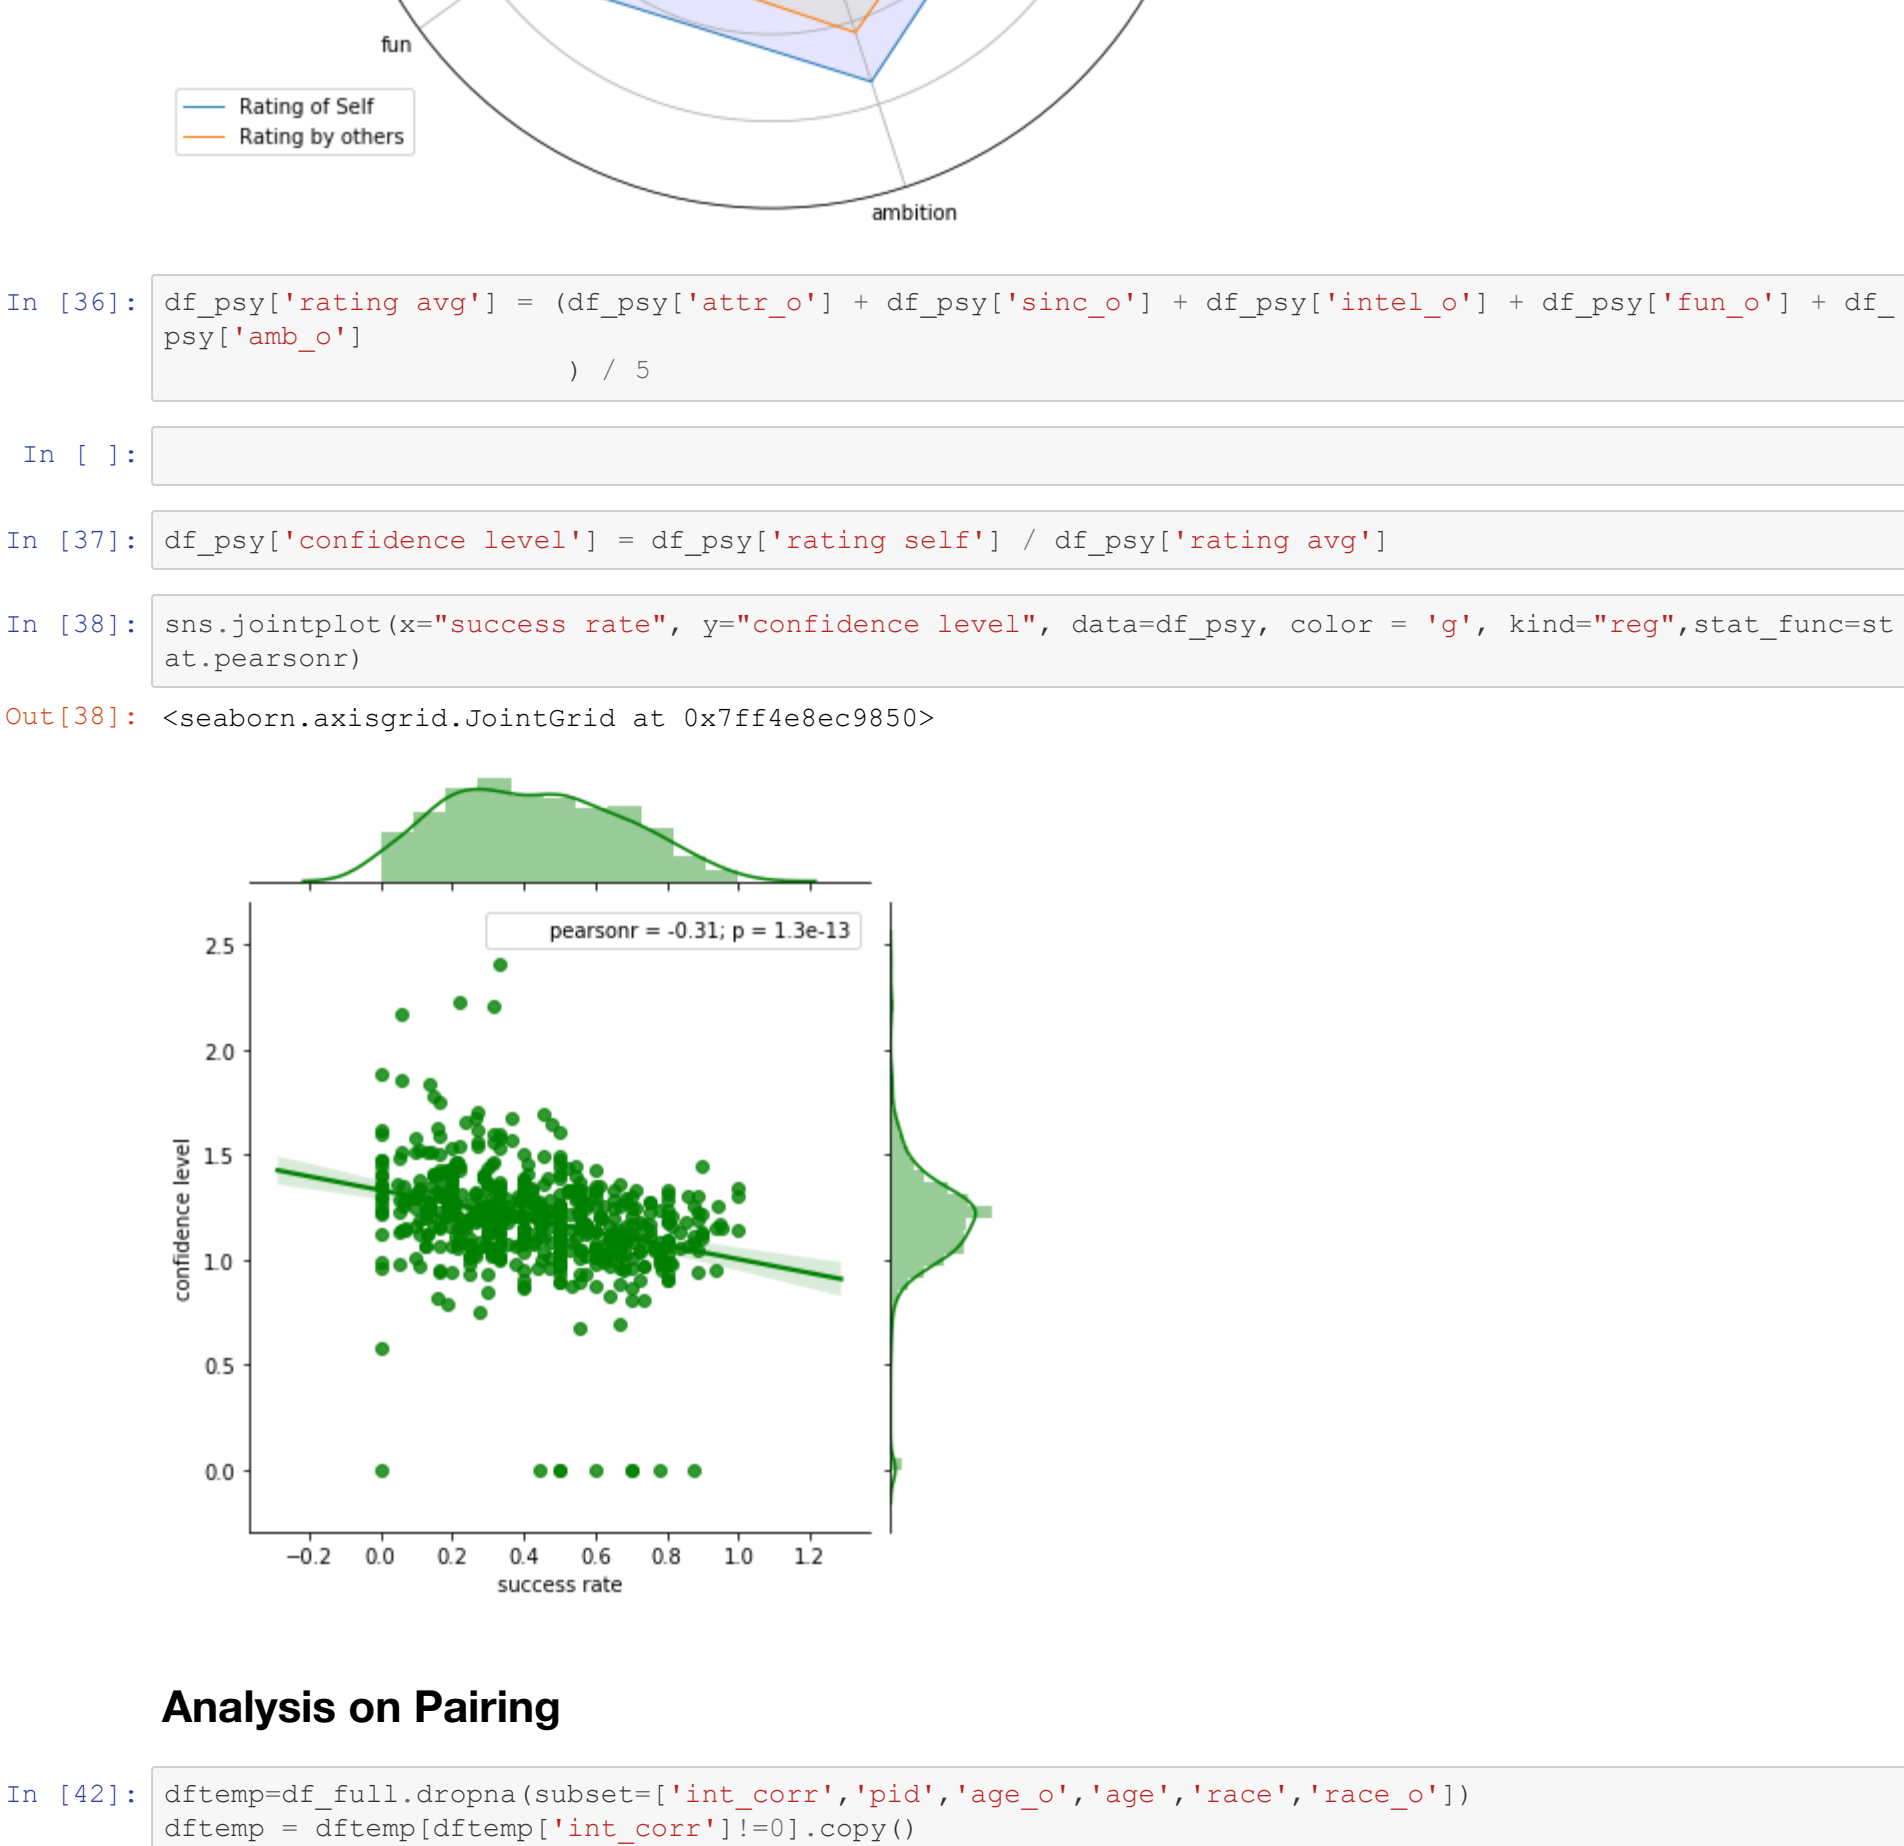 fun
Rating of Self
Rating by others
ambition
In [36]: df_psy['rating avg'] = (df_psy['attr_o'] + df_psy['sinc_o'] + df_psy['intel_o'] + df_psy['fun_o'] + df_
psy['amb_o']
) / 5
In [ ]:
In [37]: df_psy['confidence level'] = df_psy['rating self'] / df_psy['rating avg']
In [38]: sns.jointplot(x="success rate", y="confidence level", data=df_psy, color = 'g', kind="reg",stat_func=st
at.pearsonr)
Out[38]: <seaborn.axisgrid.JointGrid at 0x7ff4e8ec9850>
pearsonr = -0.31; p = 1.3e-13
2.5
2.0
1.5
1.0
0.5
0.0
confidence level
−0.2 0.0 0.2 0.4 0.6 0.8 1.0 1.2
success rate
Analysis on Pairing
In [42]: dftemp=df_full.dropna(subset=['int_corr','pid','age_o','age','race','race_o'])
dftemp = dftemp[dftemp['int_corr']!=0].copy()